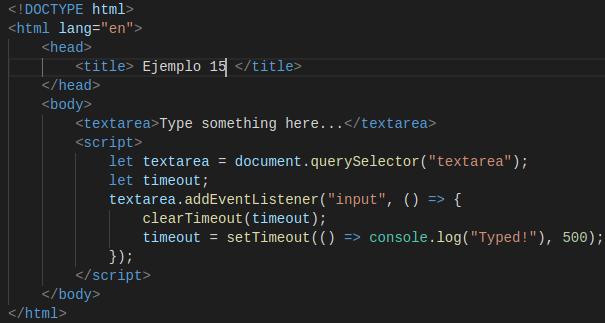 <!DOCTYPE html>
<html lang="en">
    <head>
        <title> Ejemplo 15 </title>
    </head>
    <body>
        <textarea>Type something here...</textarea>
        <script>
            let textarea = document.querySelector("textarea");
            let timeout;
            textarea.addEventListener("input", () => {
                clearTimeout(timeout);
                timeout = setTimeout(() => console.log("Typed!"), 500);
            });
        </script>
    </body>
</html>